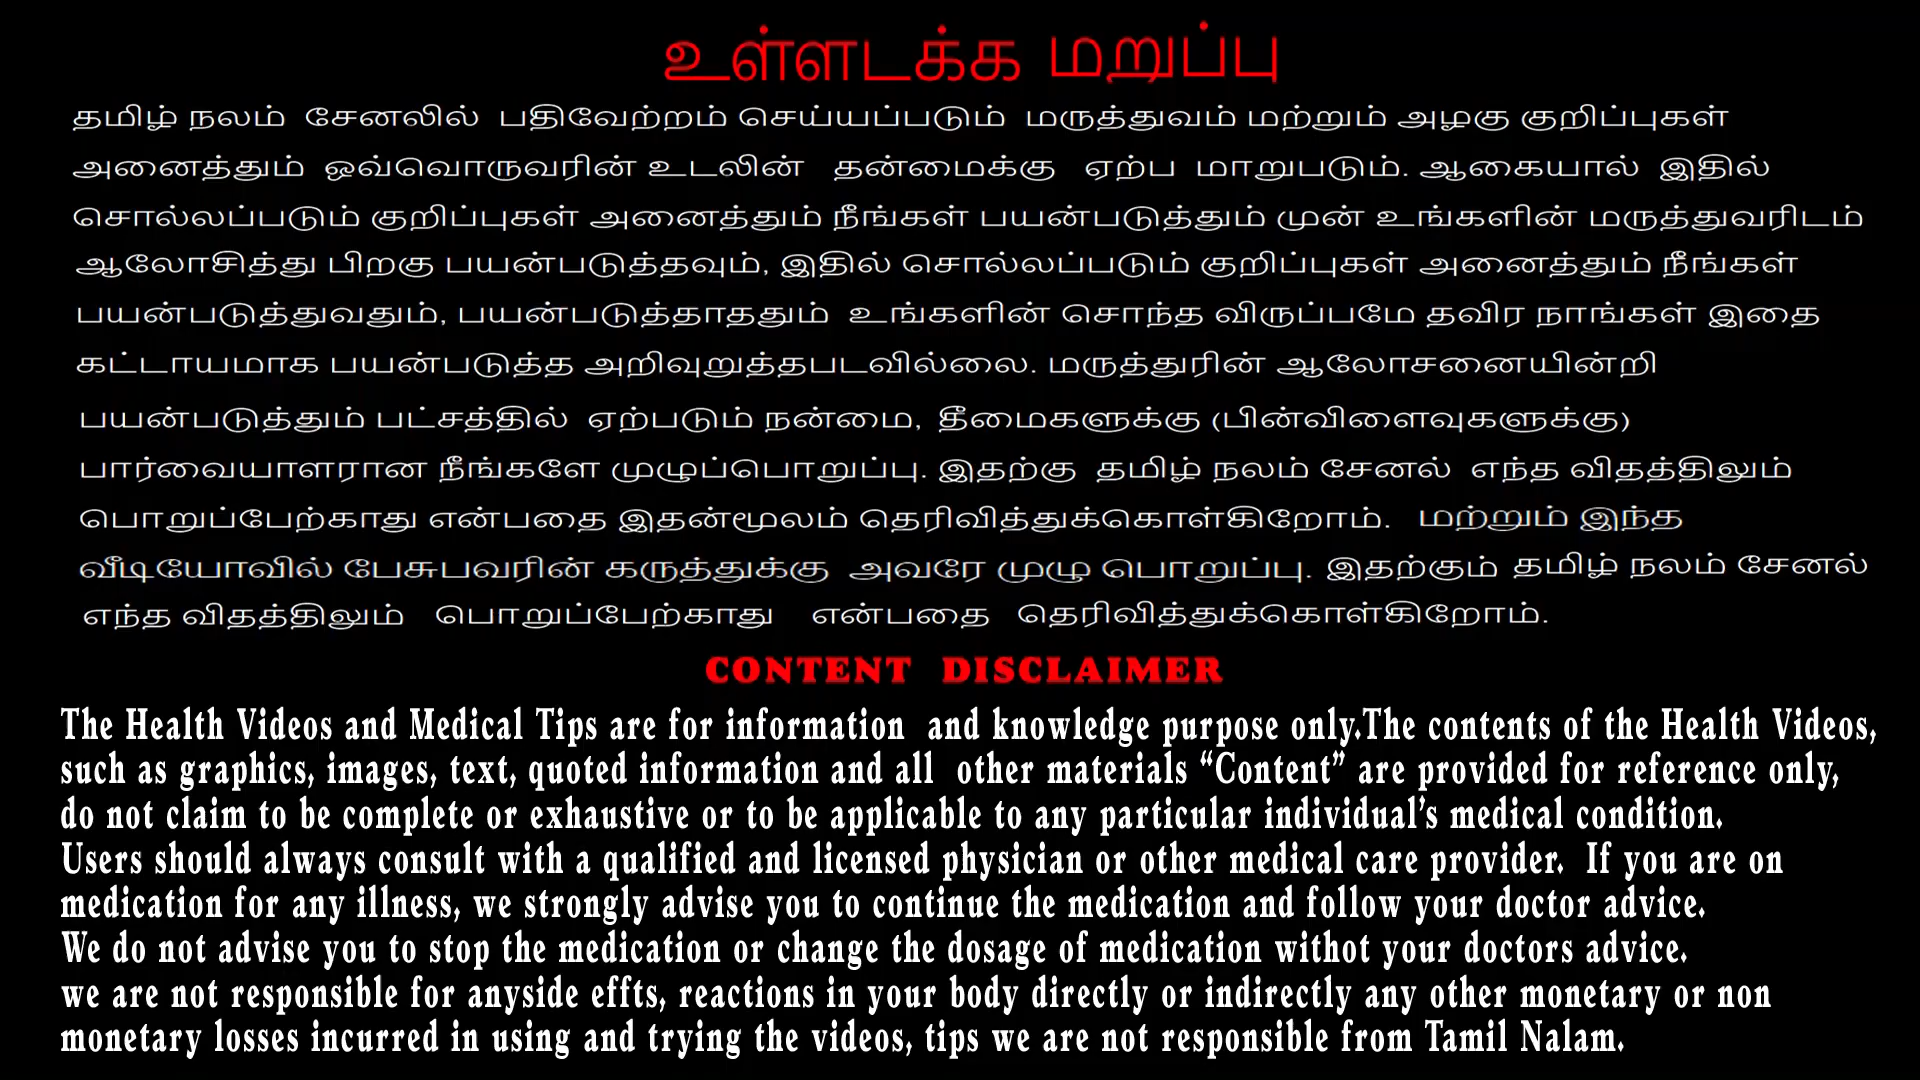 உள்ளடக்க மறுப்பு
தமிழ் நலம் சேனலில் பதிவேற்றம் செய்யப்படும் மருத்துவம் மற்றும் அழகு குறிப்புகள்
அனைத்தும் ஒவ்வொருவரின் உடலின் தன்மைக்கு ஏற்ப மாறுபடும். ஆகையால் இதில்
சொல்லப்படும் குறிப்புகள் அனைத்தும் நீங்கள் பயன்படுத்தும் முன் உங்களின் மருத்துவரிடம்
ஆலோசித்து பிறகு பயன்படுத்தவும், இதில் சொல்லப்படும் குறிப்புகள் அனைத்தும் நீங்கள்
பயன்படுத்துவதும், பயன்படுத்தாததும் உங்களின் சொந்த விருப்பமே தவிர நாங்கள் இதை
கட்டாயமாக பயன்படுத்த அறிவுறுத்தபடவில்லை. மருத்துரின் ஆலோசனையின்றி
பயன்படுத்தும் பட்சத்தில் ஏற்படும் நன்மை, தீமைகளுக்கு (பின்விளைவுகளுக்கு)
பார்வையாளரான நீங்களே முழுப்பொறுப்பு. இதற்கு தமிழ் நலம் சேனல் எந்த விதத்திலும்
பொறுப்பேற்காது என்பதை இதன்மூலம் தெரிவித்துக்கொள்கிறோம். மற்றும் இந்த
வீடியோவில் பேசுபவரின் கருத்துக்கு அவரே முழு பொறுப்பு. இதற்கும் தமிழ் நலம் சேனல்
எந்த விதத்திலும் பொறுப்பேற்காது என்பதை தெரிவித்துக்கொள்கிறோம்.
CONTENT DISCLAIMER
The Health Videos and Medical Tips are for information and knowledge purpose only.The contents of the Health Videos,
such as graphics, images, text, quoted information and all other materials “Content” are provided for reference only,
do not claim to be complete or exhaustive or to be applicable to any particular individual’s medical condition.
Users should always consult with a qualified and licensed physician or other medical care provider. If you are on
medication for any illness, we strongly advise you to continue the medication and follow your doctor advice.
We do not advise you to stop the medication or change the dosage of medication withot your doctors advice.
we are not responsible for anyside effts, reactions in your body directly or indirectly any other monetary or non
monetary losses incurred in using and trying the videos, tips we are not responsible from Tamil Nalam.